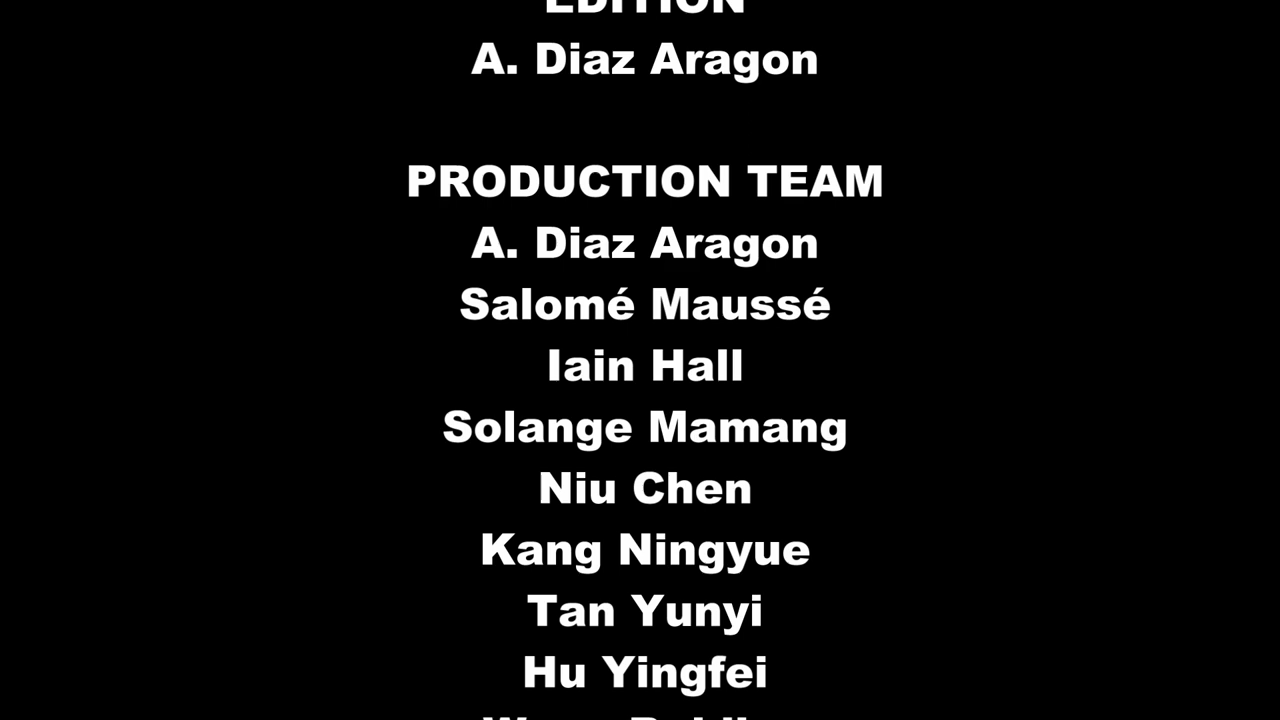 EDITION
A. Diaz Aragon
PRODUCTION TEAM
A. Diaz Aragon
Salomé Maussé
Iain Hall
Solange Mamang
Niu Chen
Kang Ningyue
Tan Yunyi
Hu Yingfei